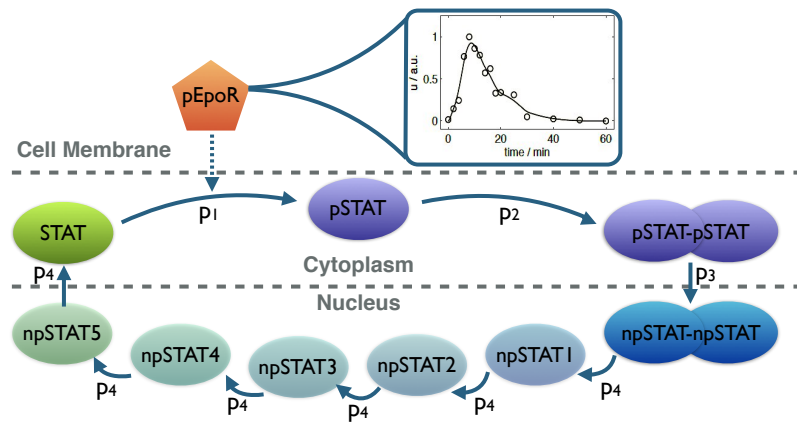 pEpoR
u / a.u.
1
0.5
0
0
20
40
60
time / min
Cell Membrane
STAT
P1
pSTAT
P2
pSTAT-pSTAT
P4
Cytoplasm
P3
Nucleus
npSTAT5
npSTAT4
npSTAT3
npSTAT2
npSTAT1
npSTAT-npSTAT
P4
P4
P4
P4
P4